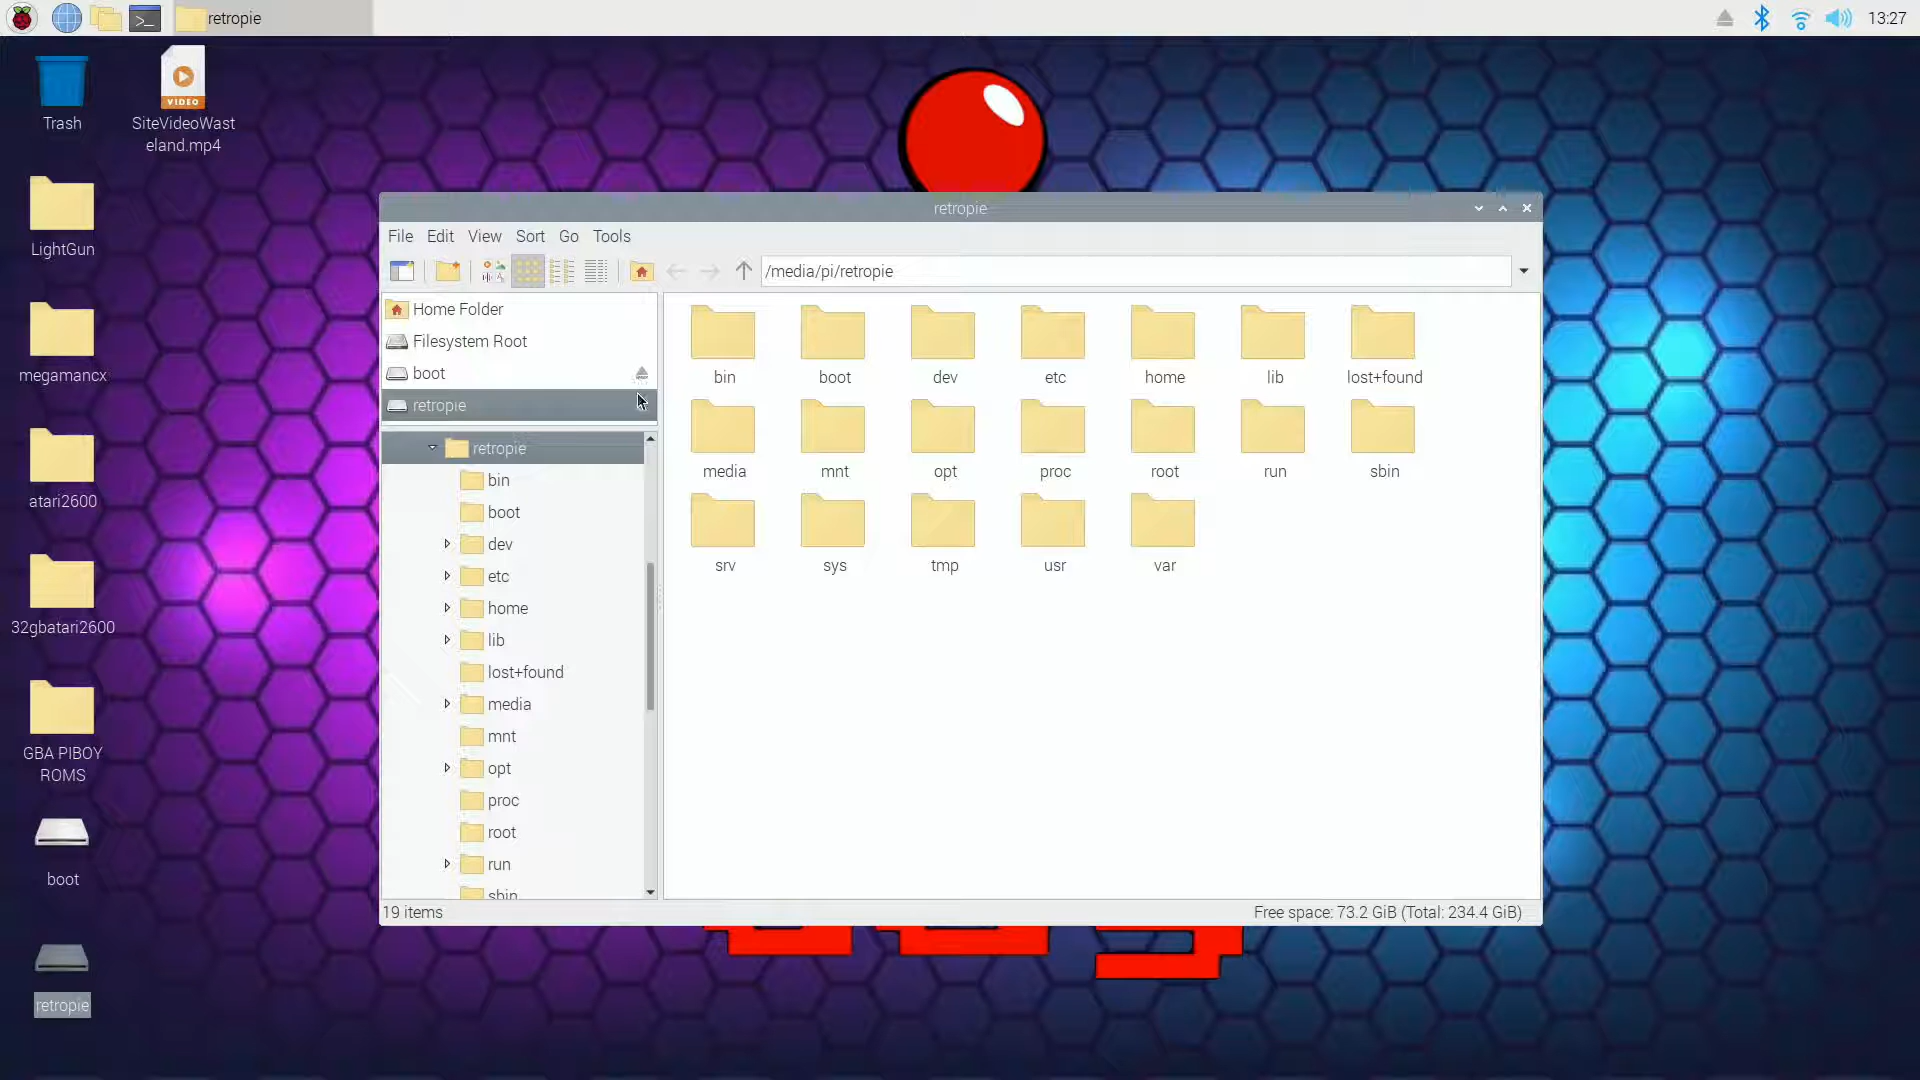 retropie
13:27
Trash
SiteVideoWast
eland.mp4
VIDEO
LightGun
megamancx
atari2600
32gbatari2600
GBA PIBOY
ROMS
boot
retropie
retropie
File Edit View Sort Go Tools
/media/pi/retropie
Home Folder
Filesystem Root
boot
retropie
retropie
bin
boot
dev
etc
home
lib
lost+found
media
mnt
opt
proc
root
run
sbin
bin boot dev etc home lib lost+found
media mnt opt proc root run sbin
srv sys tmp usr var
19 items
Free space: 73.2 GiB (Total: 234.4 GiB)